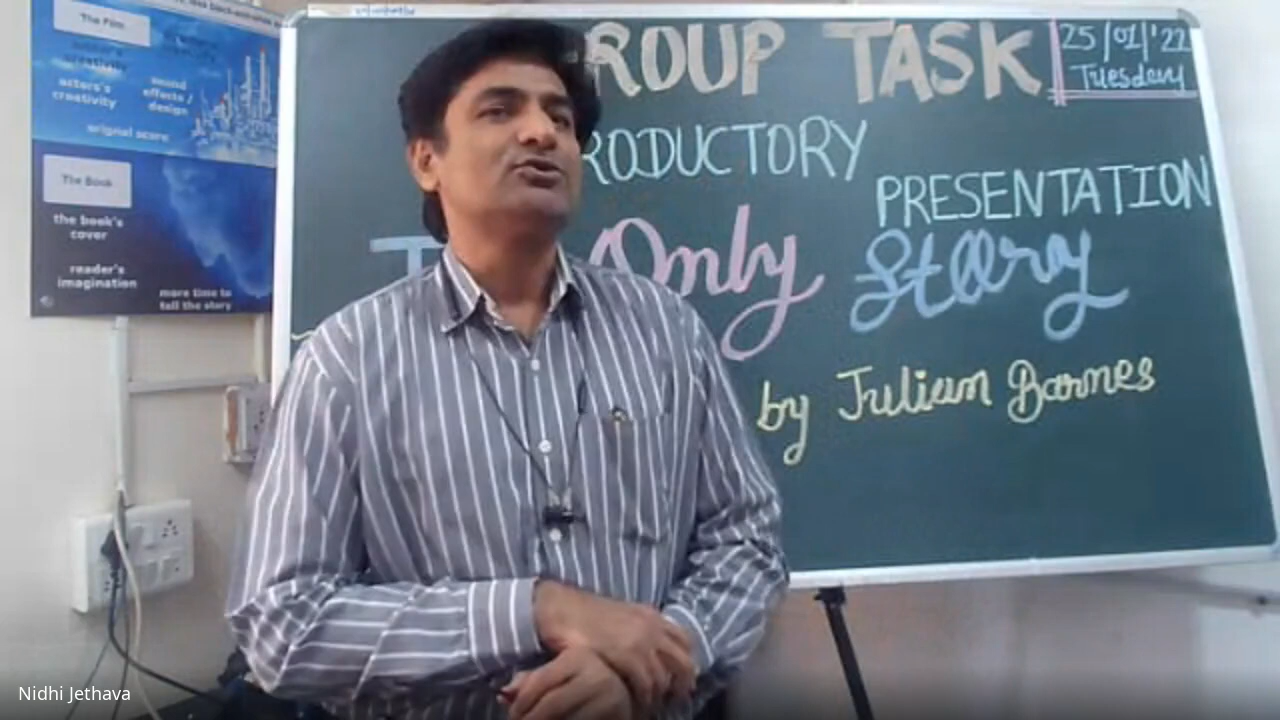 The Film
actors's
creativity
sound
effects /
design
orignal score
The Book
the book's
cover
reader's
imagination
more time to
tell the story
ROUP TASK
25/01/'22
Tuesday
RODUCTORY
PRESENTATION
Only Story
by Julian Barnes
Nidhi Jethava